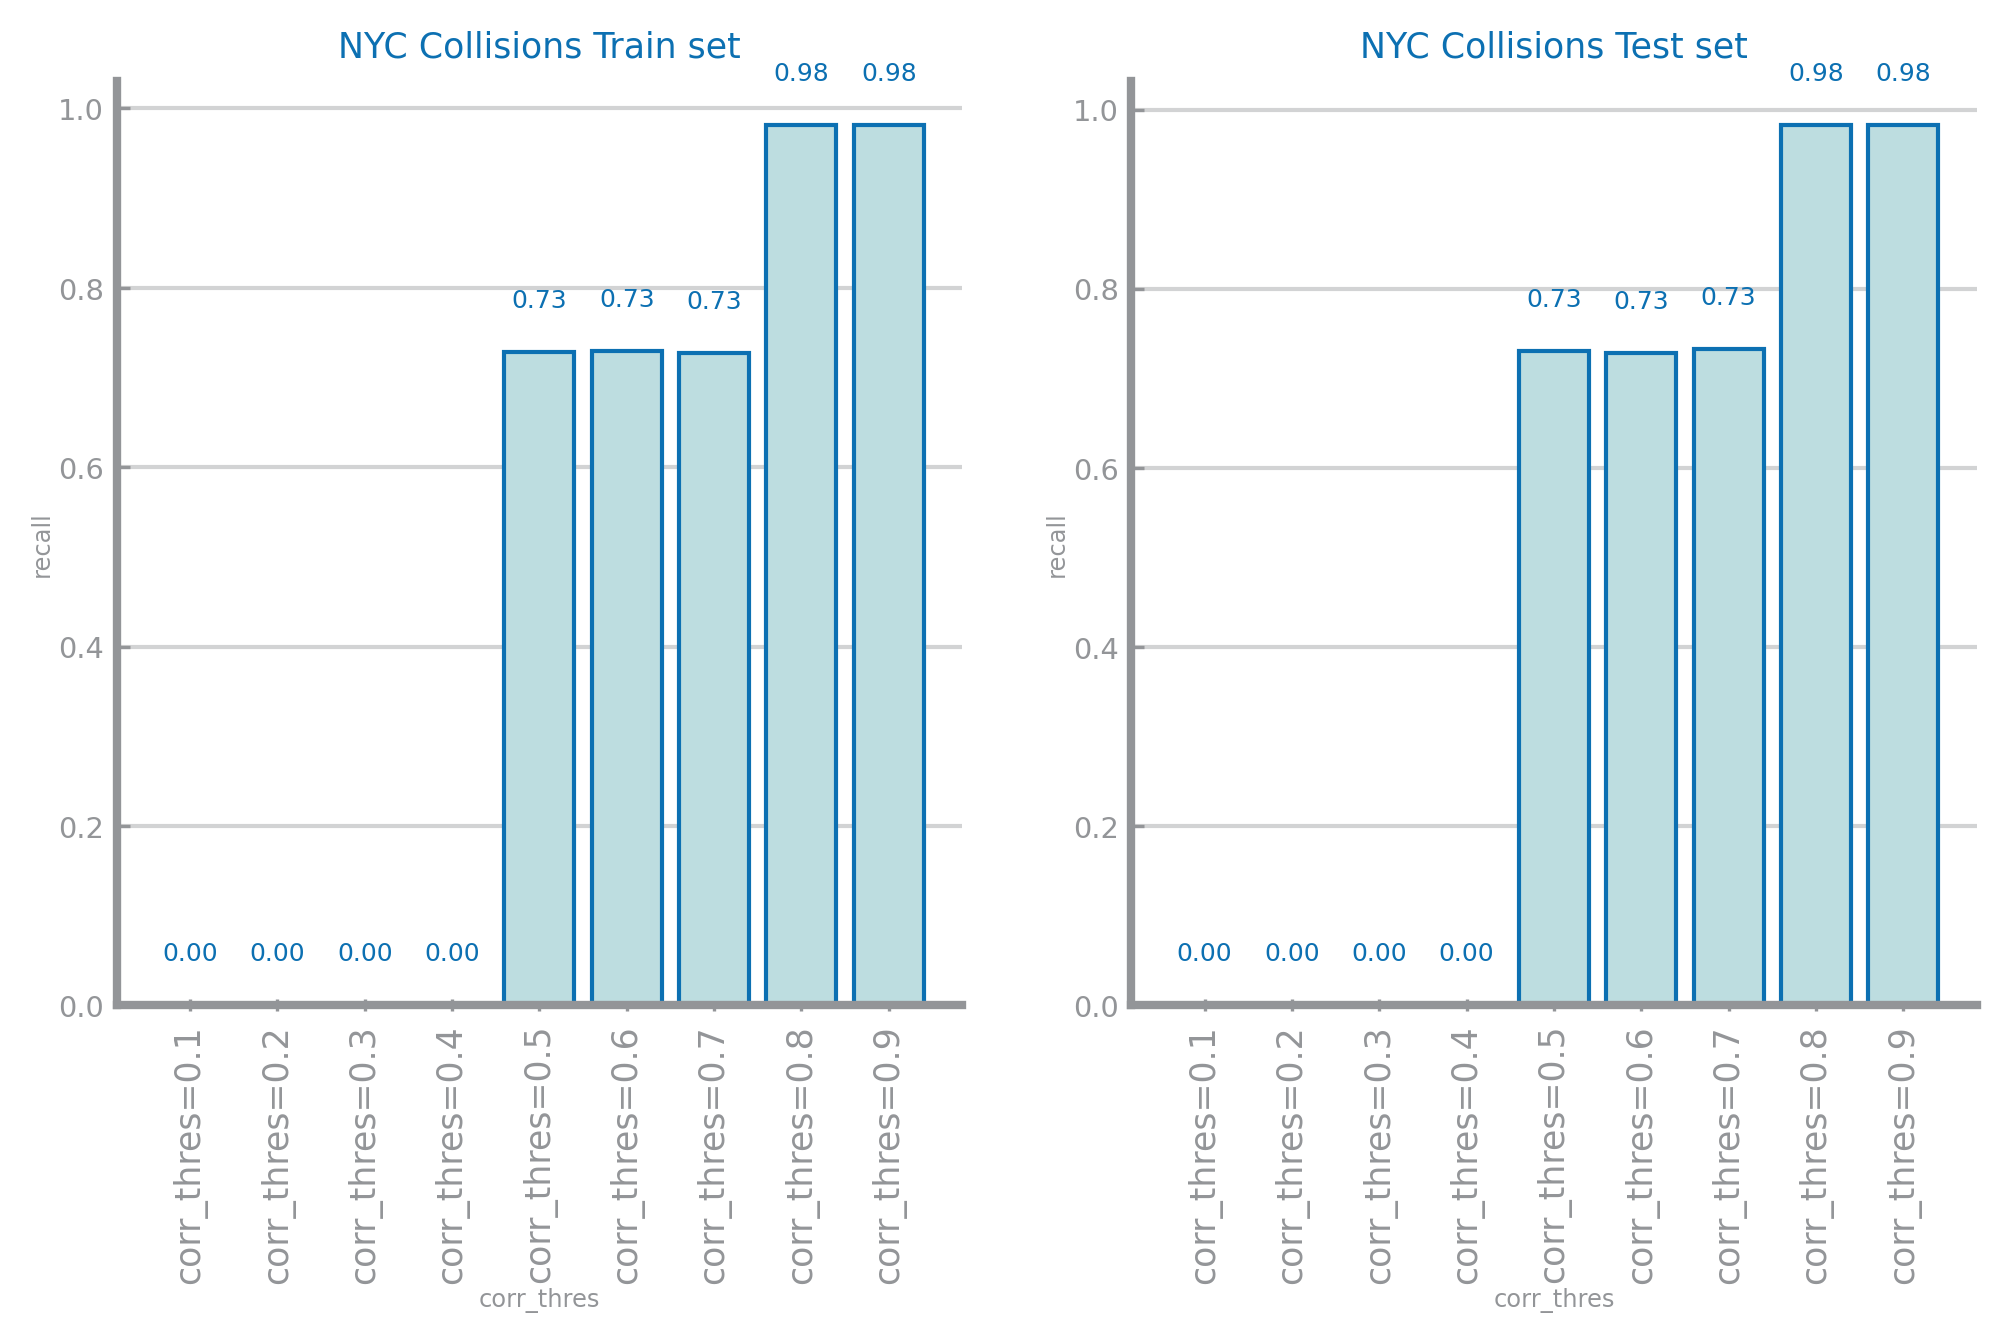 NYC Collisions Train set
0.98 0.98
1.0
0.8
0.73 0.73 0.73
0.6
recall
0.4
0.2
0.00 0.00 0.00 0.00
0.0
corr_thres=0.1
corr_thres=0.2
corr_thres=0.3
corr_thres=0.4
corr_thres=0.5
corr_thres=0.6
corr_thres=0.7
corr_thres=0.8
corr_thres=0.9
corr_thres
NYC Collisions Test set
0.98 0.98
1.0
0.8
0.73 0.73 0.73
0.6
recall
0.4
0.2
0.00 0.00 0.00 0.00
0.0
corr_thres=0.1
corr_thres=0.2
corr_thres=0.3
corr_thres=0.4
corr_thres=0.5
corr_thres=0.6
corr_thres=0.7
corr_thres=0.8
corr_thres=0.9
corr_thres